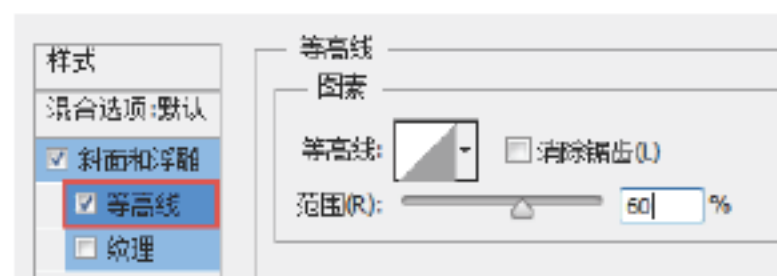 样式
混合选项:默认
斜面和浮雕
等高线
纹理
等高线
图素
等高线:
消除锯齿(L)
范围(R):
60
%